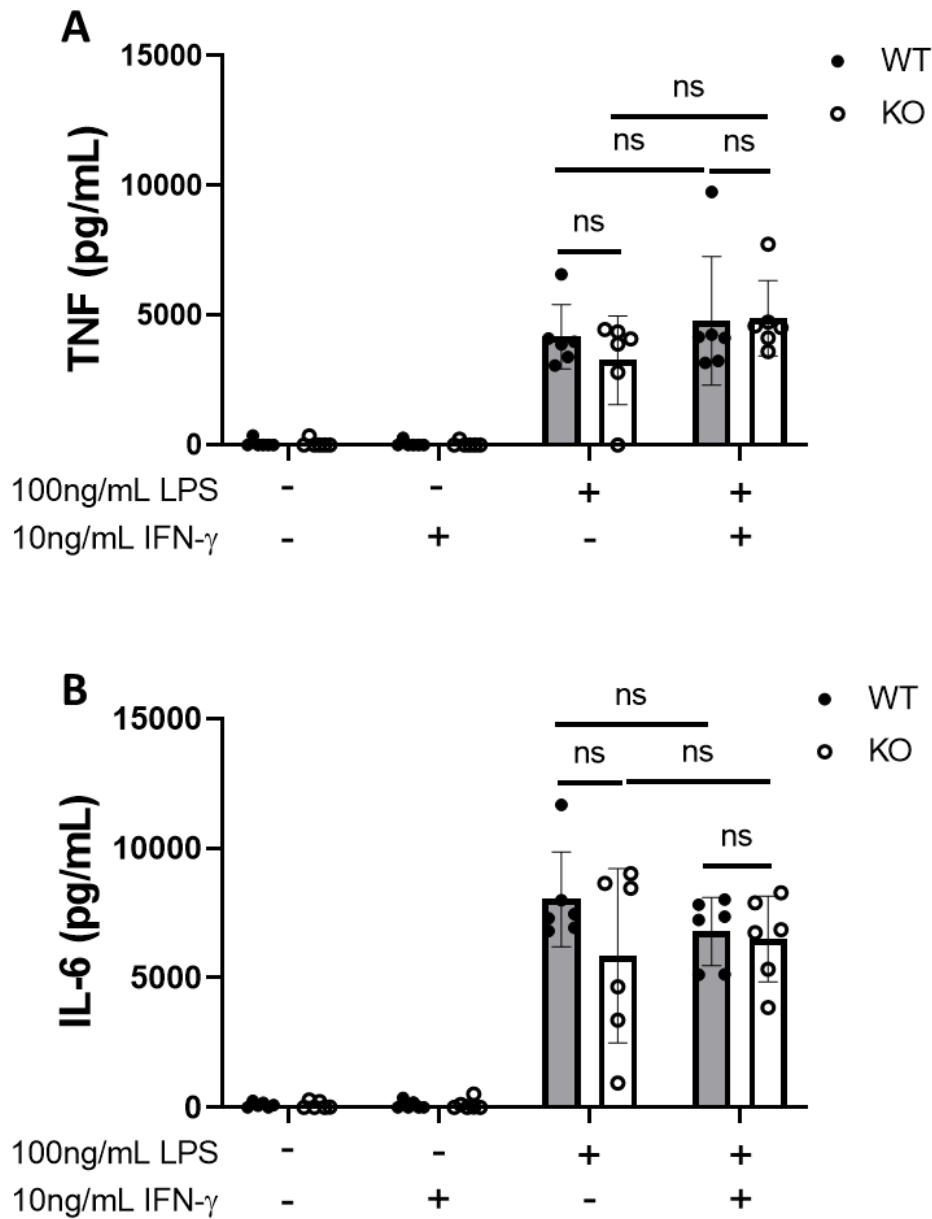 A
15000
WT
KO
ns
ns
ns
10000
ns
TNF (pg/mL)
5000
0
100ng/mL LPS - - + +
10ng/mL IFN-γ - + - +
B
15000
WT
KO
ns
ns
ns
10000
ns
IL-6 (pg/mL)
5000
0
100ng/mL LPS - - + +
10ng/mL IFN-γ - + - +